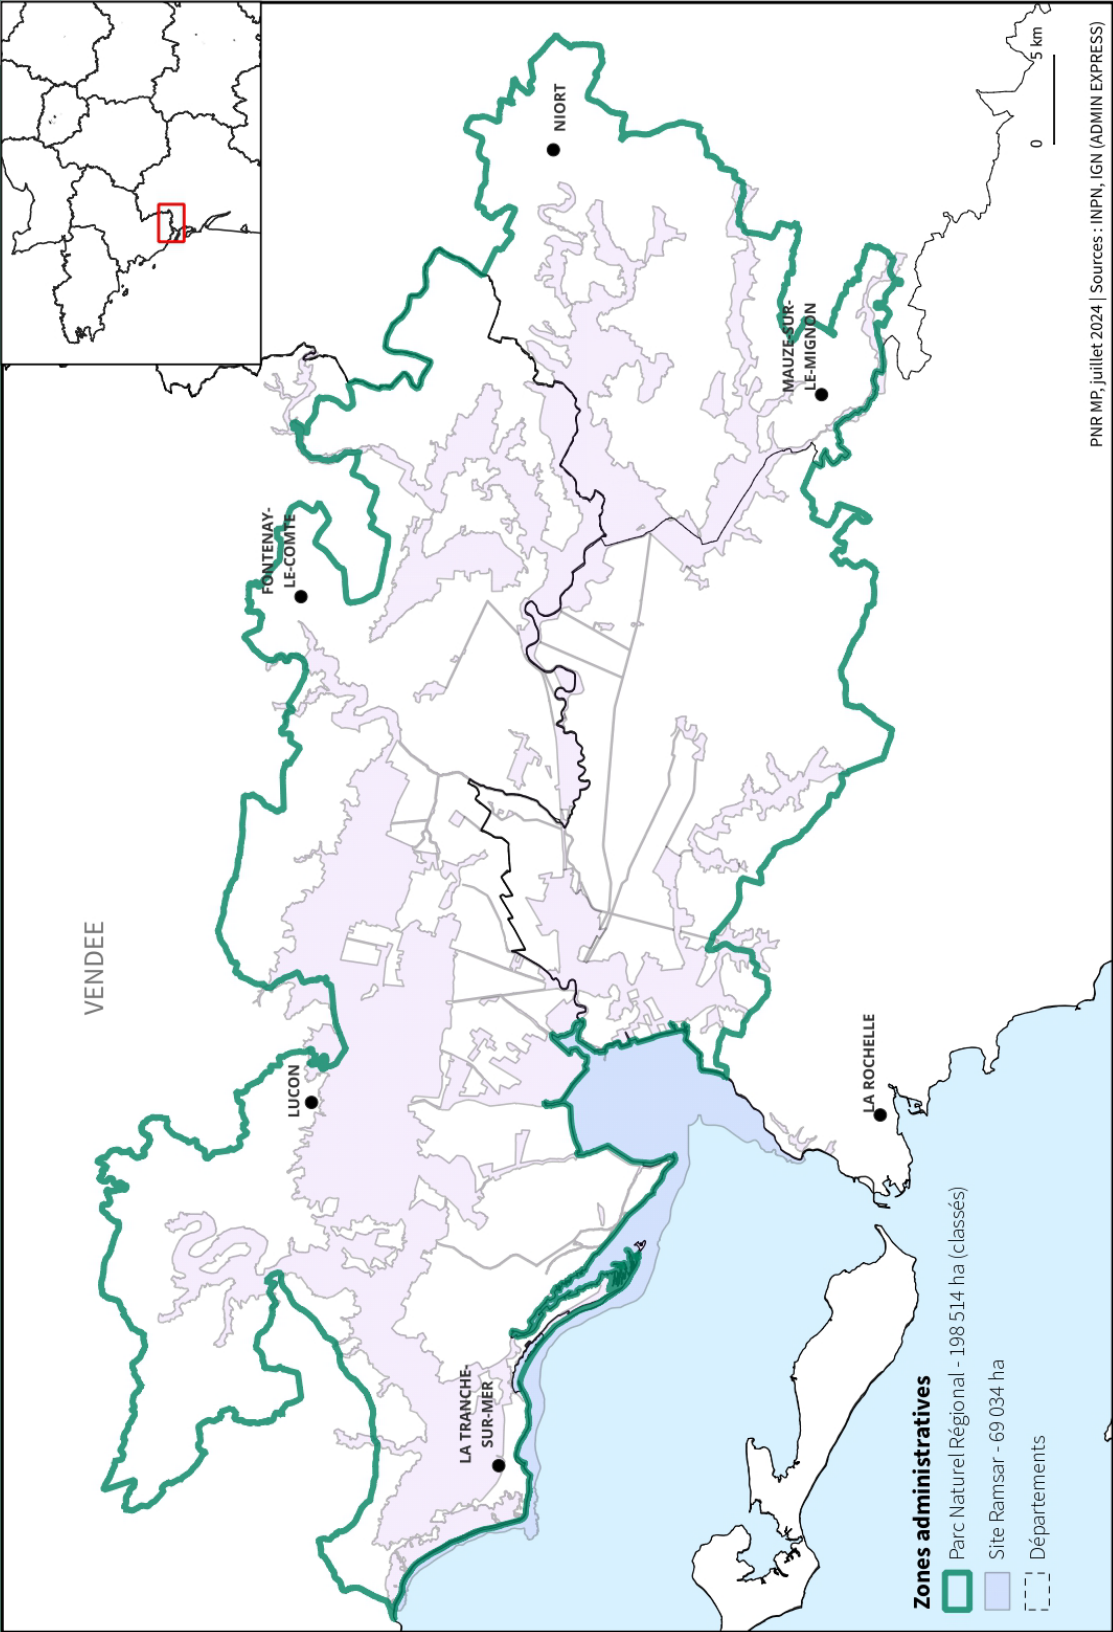 VENDEE
FONTENAY-
LE-COMTE
NIORT
LUCON
MAUZE-SUR-
LE-MIGNON
LA TRANCHE-
SUR-MER
LA ROCHELLE
Zones administratives
Parc Naturel Régional - 198 514 ha (classés)
Site Ramsar - 69 034 ha
Départements
0 5 km
PNR MP, juillet 2024 | Sources : INPN, IGN (ADMIN EXPRESS)